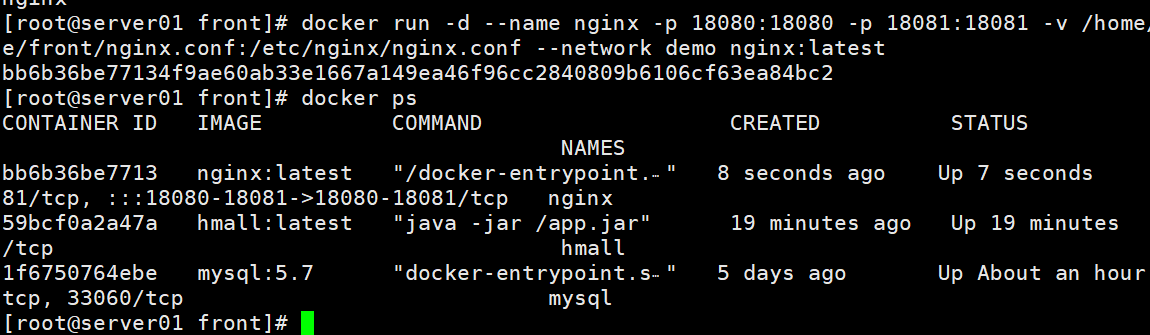 nginx
[root@server01 front]# docker run -d --name nginx -p 18080:18080 -p 18081:18081 -v /home/
e/front/nginx.conf:/etc/nginx/nginx.conf --network demo nginx:latest
bb6b36be77134f9ae60ab33e1667a149ea46f96cc2840809b6106cf63ea84bc2
[root@server01 front]# docker ps
CONTAINER ID   IMAGE          COMMAND                  CREATED          STATUS
NAMES
bb6b36be7713   nginx:latest   "/docker-entrypoint.…"   8 seconds ago    Up 7 seconds
81/tcp, :::18080-18081->18080-18081/tcp   nginx
59bcf0a2a47a   hmall:latest   "java -jar /app.jar"     19 minutes ago   Up 19 minutes
/tcp                                      hmall
1f6750764ebe   mysql:5.7      "docker-entrypoint.s…"   5 days ago       Up About an hour
tcp, 33060/tcp                            mysql
[root@server01 front]#